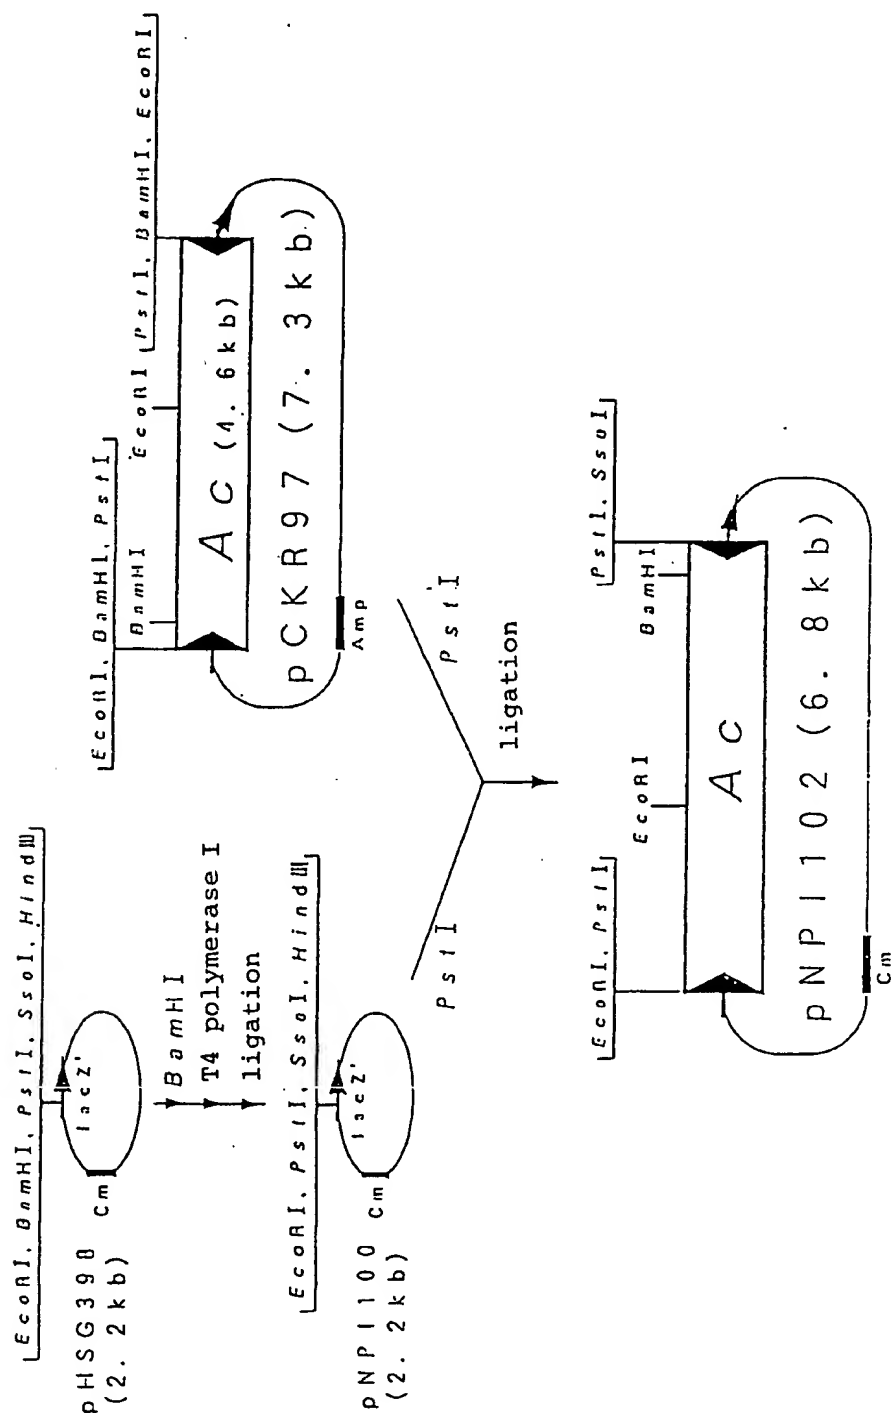 EcoRI, BamHI, PstI, SsoI, HindIII
lacZ'
Cm
pHSG398
(2. 2kb)
BamHI
T4 polymerase I
ligation
EcoRI, PstI, SsoI, HindIII
lacZ'
Cm
pNPI100
(2. 2kb)
EcoRI, BamHI, PstI
BamHI
EcoRI
PstI, BamHI, EcoRI
Ac (4. 6kb)
pCKR97 (7. 3kb)
Amp
PstI
PstI
ligation
EcoRI, PstI
EcoRI
BamHI
PstI, SsoI
Ac
pNPI102 (6. 8kb)
Cm